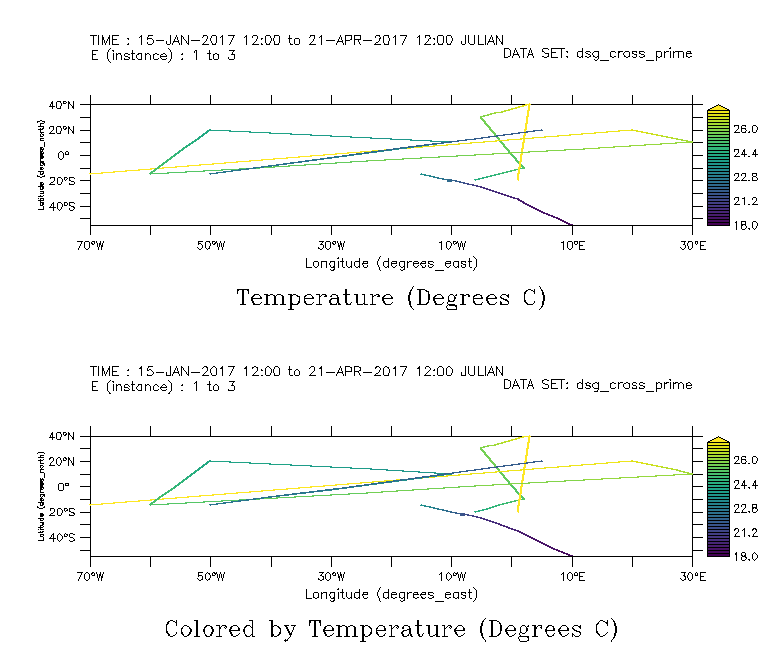 TIME : 15-JAN-2017 12:00 to 21-APR-2017 12:00 JULIAN
E (instance) : 1 to 3
DATA SET: dsg_cross_prime
40°N
20°N
0°
20°S
40°S
Latitude (degrees_north)
70°W 50°W 30°W 10°W 10°E 30°E
Longitude (degrees_east)
26.0
24.4
22.8
21.2
18.0
Temperature (Degrees C)
TIME : 15-JAN-2017 12:00 to 21-APR-2017 12:00 JULIAN
E (instance) : 1 to 3
DATA SET: dsg_cross_prime
40°N
20°N
0°
20°S
40°S
Latitude (degrees_north)
70°W 50°W 30°W 10°W 10°E 30°E
Longitude (degrees_east)
26.0
24.4
22.8
21.2
18.0
Colored by Temperature (Degrees C)